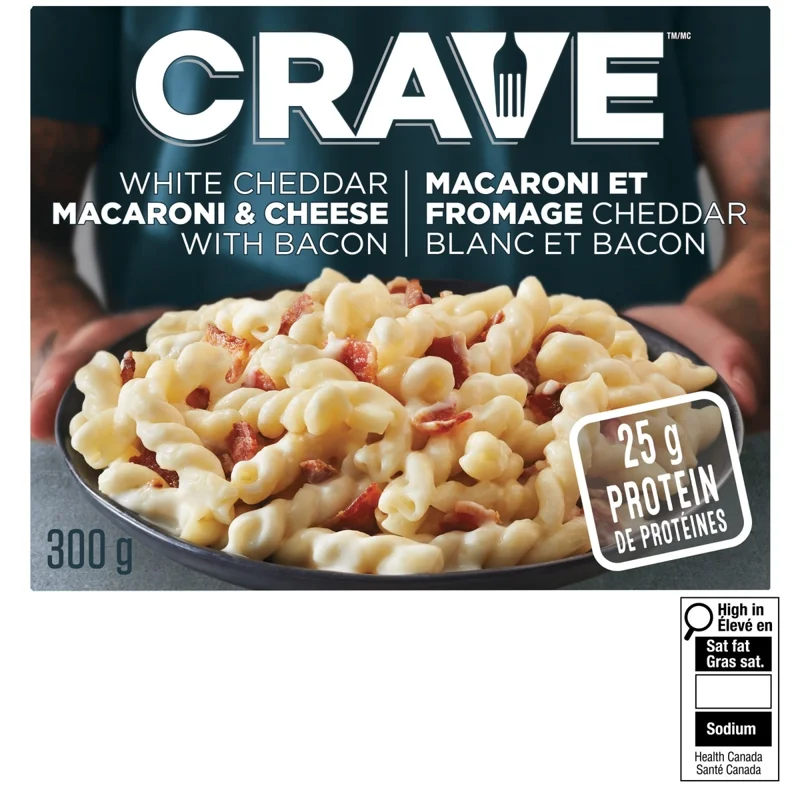 CRAVE TM/MC
WHITE CHEDDAR
MACARONI & CHEESE
WITH BACON
MACARONI ET
FROMAGE CHEDDAR
BLANC ET BACON
25 g
PROTEIN
DE PROTÉINES
300 g
High in
Élevé en
Sat fat
Gras sat.
Sodium
Health Canada
Santé Canada